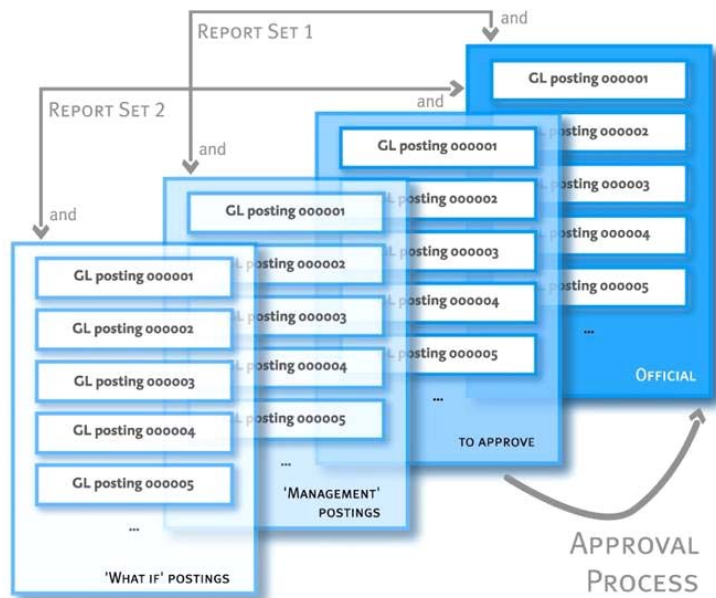 and
REPORT SET 1
GL posting 000001
REPORT SET 2
and
GL posting 000002
GL posting 000001
and
GL posting 000003
GL posting 000002
GL posting 000001
and
GL posting 000004
GL posting 000003
GL posting 000002
GL posting 000001
GL posting 000005
GL posting 000004
GL posting 000003
GL posting 000002
...
GL posting 000005
GL posting 000004
GL posting 000003
OFFICIAL
...
GL posting 000005
GL posting 000004
TO APPROVE
...
GL posting 000005
'MANAGEMENT'
POSTINGS
...
'WHAT IF' POSTINGS
APPROVAL
PROCESS